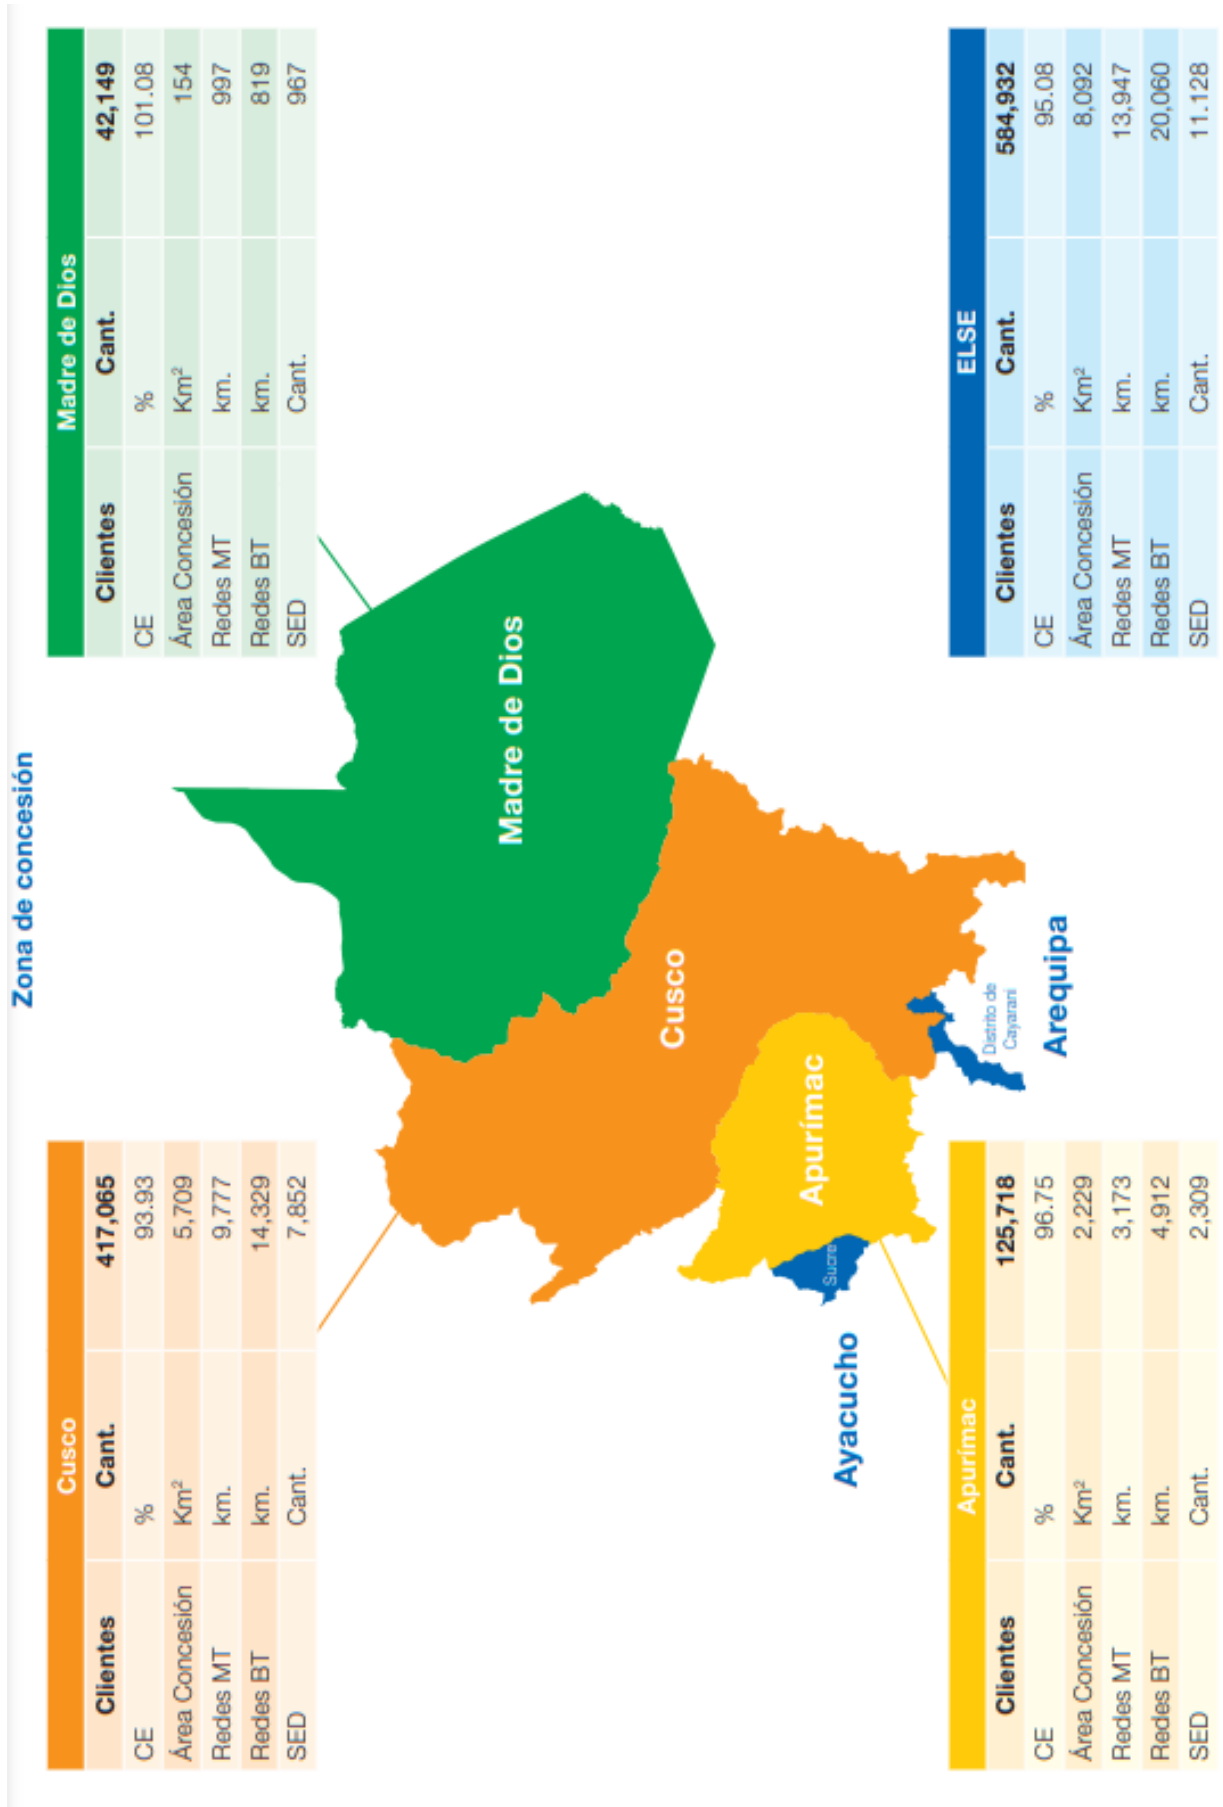 Zona de concesión
Cusco
Clientes Cant. 417,065
CE % 93.93
Área Concesión Km² 5,709
Redes MT km. 9,777
Redes BT km. 14,329
SED Cant. 7,852
Madre de Dios
Clientes Cant. 42,149
CE % 101.08
Área Concesión Km² 154
Redes MT km. 997
Redes BT km. 819
SED Cant. 967
Madre de Dios
Cusco
Apurímac
Sucre
Ayacucho
Distrito de
Cayarani
Arequipa
Apurímac
Clientes Cant. 125,718
CE % 96.75
Área Concesión Km² 2,229
Redes MT km. 3,173
Redes BT km. 4,912
SED Cant. 2,309
ELSE
Clientes Cant. 584,932
CE % 95.08
Área Concesión Km² 8,092
Redes MT km. 13,947
Redes BT km. 20,060
SED Cant. 11.128